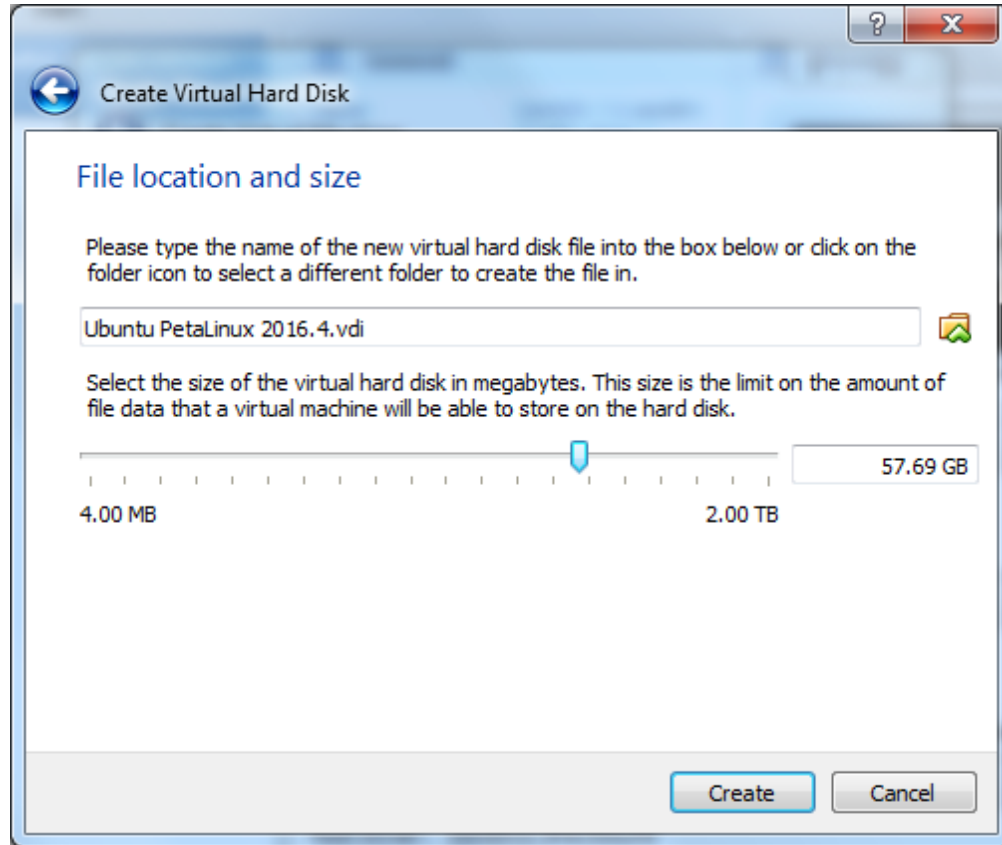 Create Virtual Hard Disk
File location and size
Please type the name of the new virtual hard disk file into the box below or click on the
folder icon to select a different folder to create the file in.
Ubuntu PetaLinux 2016.4.vdi
Select the size of the virtual hard disk in megabytes. This size is the limit on the amount of
file data that a virtual machine will be able to store on the hard disk.
57.69 GB
4.00 MB 2.00 TB
Create Cancel